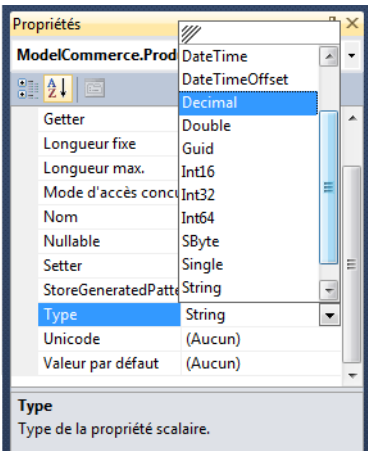 Propriétés
ModelCommerce.Prod
DateTime
DateTimeOffset
Decimal
Double
Guid
Int16
Int32
Int64
SByte
Single
String
Getter
Longueur fixe
Longueur max.
Mode d'accès concu
Nom
Nullable
Setter
StoreGeneratedPatte
Type String
Unicode (Aucun)
Valeur par défaut (Aucun)
Type
Type de la propriété scalaire.